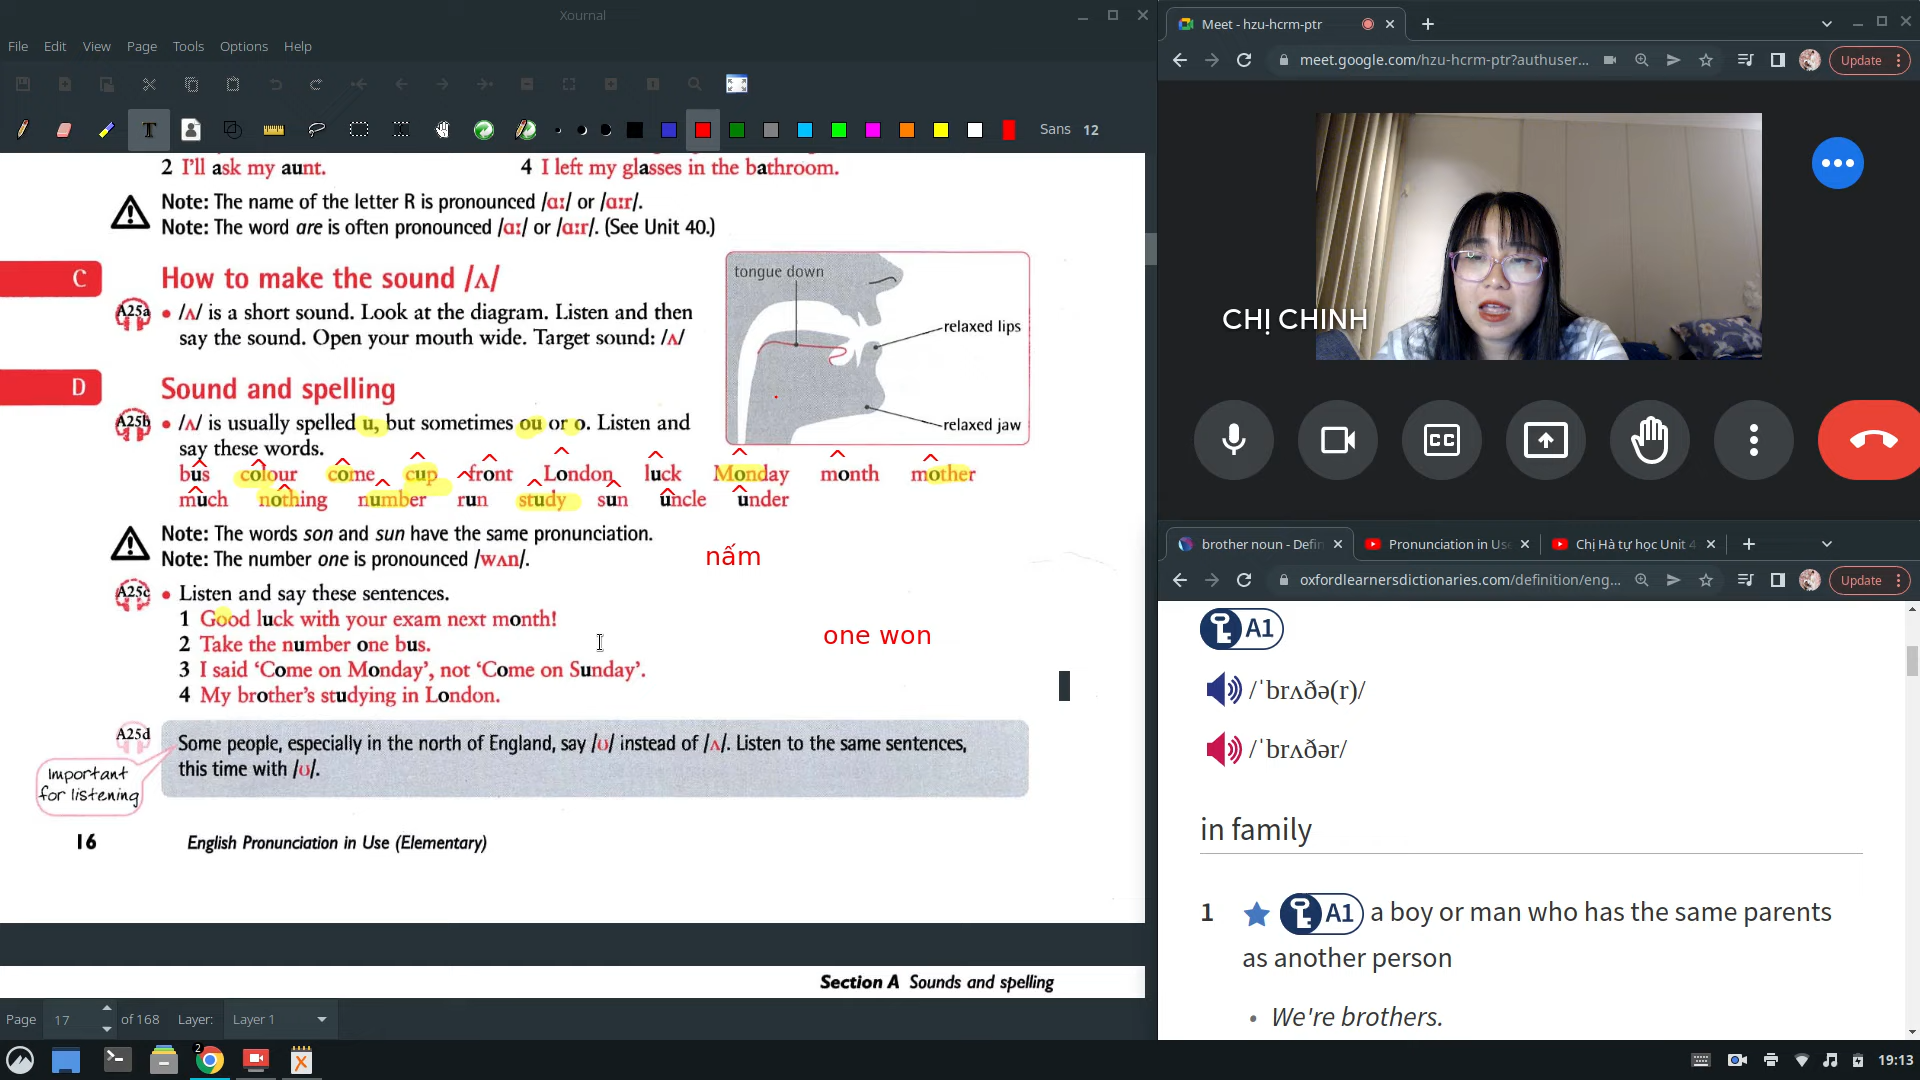 Xournal
File Edit View Page Tools Options Help
Sans 12
2 I'll ask my aunt.
4 I left my glasses in the bathroom.
Note: The name of the letter R is pronounced /ɑː/ or /ɑːr/.
Note: The word are is often pronounced /ɑː/ or /ɑːr/. (See Unit 40.)
C How to make the sound /ʌ/
A25a • /ʌ/ is a short sound. Look at the diagram. Listen and then
say the sound. Open your mouth wide. Target sound: /ʌ/
tongue down
relaxed lips
relaxed jaw
D Sound and spelling
A25b • /ʌ/ is usually spelled u, but sometimes ou or o. Listen and
say these words.
bus colour come cup front London luck Monday month mother
much nothing number run study sun uncle under
Note: The words son and sun have the same pronunciation.
Note: The number one is pronounced /wʌn/.
nấm
A25c • Listen and say these sentences.
1 Good luck with your exam next month!
2 Take the number one bus.
one won
3 I said 'Come on Monday', not 'Come on Sunday'.
4 My brother's studying in London.
A25d
Some people, especially in the north of England, say /ʊ/ instead of /ʌ/. Listen to the same sentences,
this time with /ʊ/.
Important
for listening
16 English Pronunciation in Use (Elementary)
Section A Sounds and spelling
Page 17 of 168 Layer: Layer 1
Meet - hzu-hcrm-ptr
meet.google.com/hzu-hcrm-ptr?authuser...
Update
CHỊ CHINH
CC
brother noun - Defin
Pronunciation in Use
Chị Hà tự học Unit 4
oxfordlearnersdictionaries.com/definition/eng...
Update
A1
/ˈbrʌðə(r)/
/ˈbrʌðər/
in family
1 A1 a boy or man who has the same parents
as another person
• We're brothers.
2
19:13